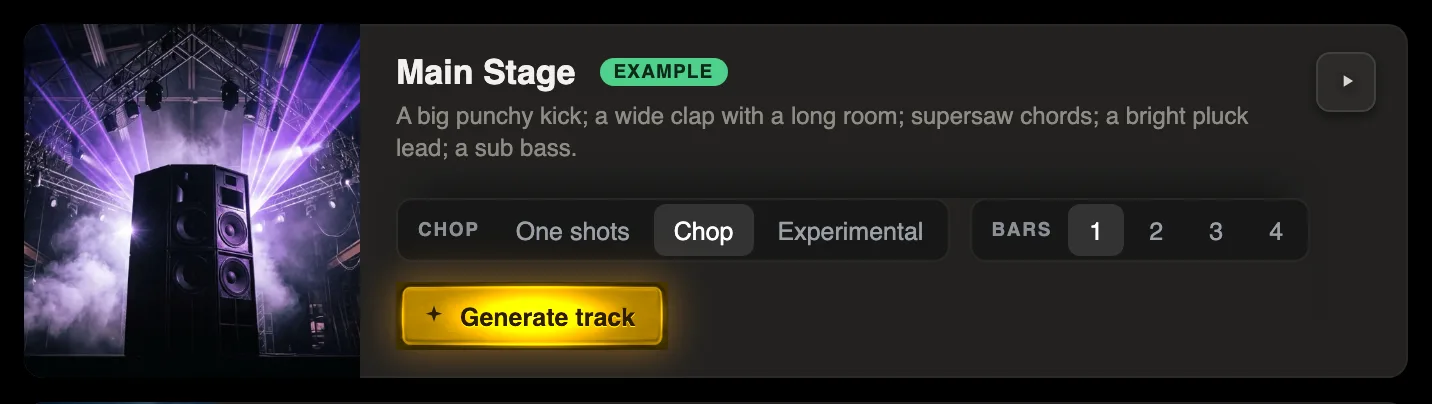 Main Stage EXAMPLE
A big punchy kick; a wide clap with a long room; supersaw chords; a bright pluck
lead; a sub bass.
CHOP One shots Chop Experimental BARS 1 2 3 4
Generate track